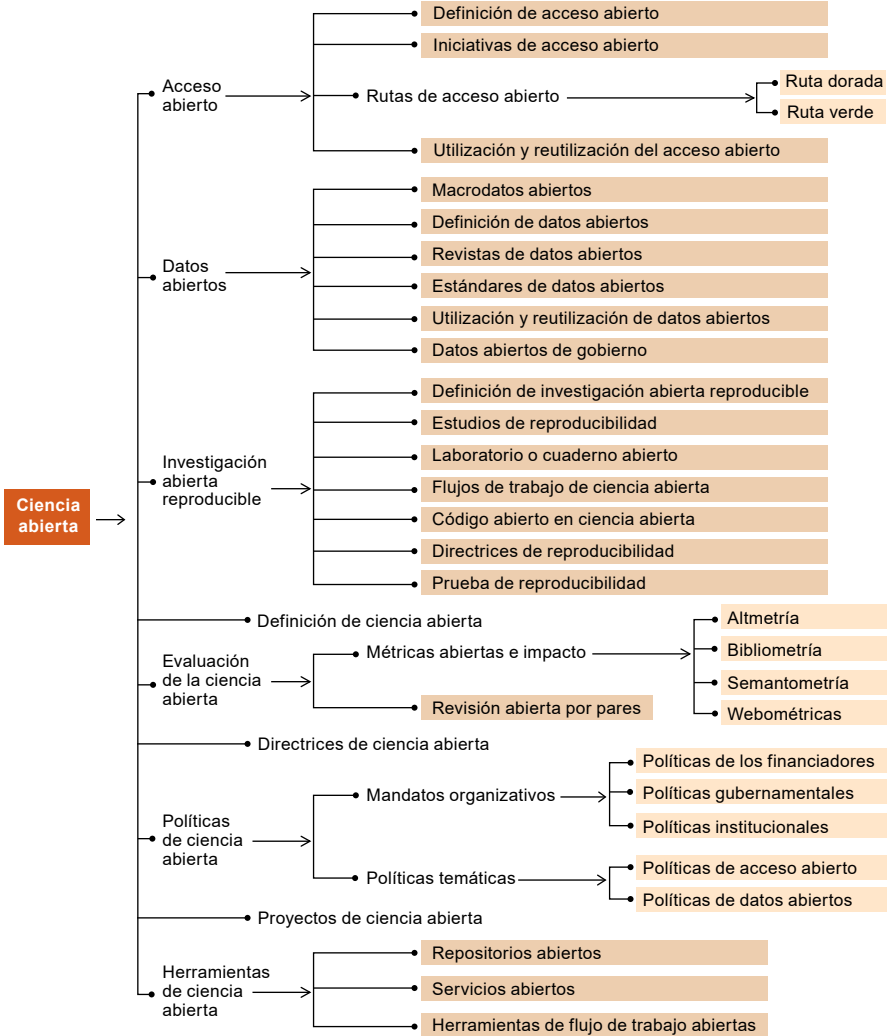 Ciencia
abierta
Acceso
abierto
Definición de acceso abierto
Iniciativas de acceso abierto
Rutas de acceso abierto
Ruta dorada
Ruta verde
Utilización y reutilización del acceso abierto
Datos
abiertos
Macrodatos abiertos
Definición de datos abiertos
Revistas de datos abiertos
Estándares de datos abiertos
Utilización y reutilización de datos abiertos
Datos abiertos de gobierno
Investigación
abierta
reproducible
Definición de investigación abierta reproducible
Estudios de reproducibilidad
Laboratorio o cuaderno abierto
Flujos de trabajo de ciencia abierta
Código abierto en ciencia abierta
Directrices de reproducibilidad
Prueba de reproducibilidad
Definición de ciencia abierta
Evaluación
de la ciencia
abierta
Métricas abiertas e impacto
Altmetría
Bibliometría
Semantometría
Webométricas
Revisión abierta por pares
Directrices de ciencia abierta
Políticas
de ciencia
abierta
Mandatos organizativos
Políticas de los financiadores
Políticas gubernamentales
Políticas institucionales
Políticas temáticas
Políticas de acceso abierto
Políticas de datos abiertos
Proyectos de ciencia abierta
Herramientas
de ciencia
abierta
Repositorios abiertos
Servicios abiertos
Herramientas de flujo de trabajo abiertas